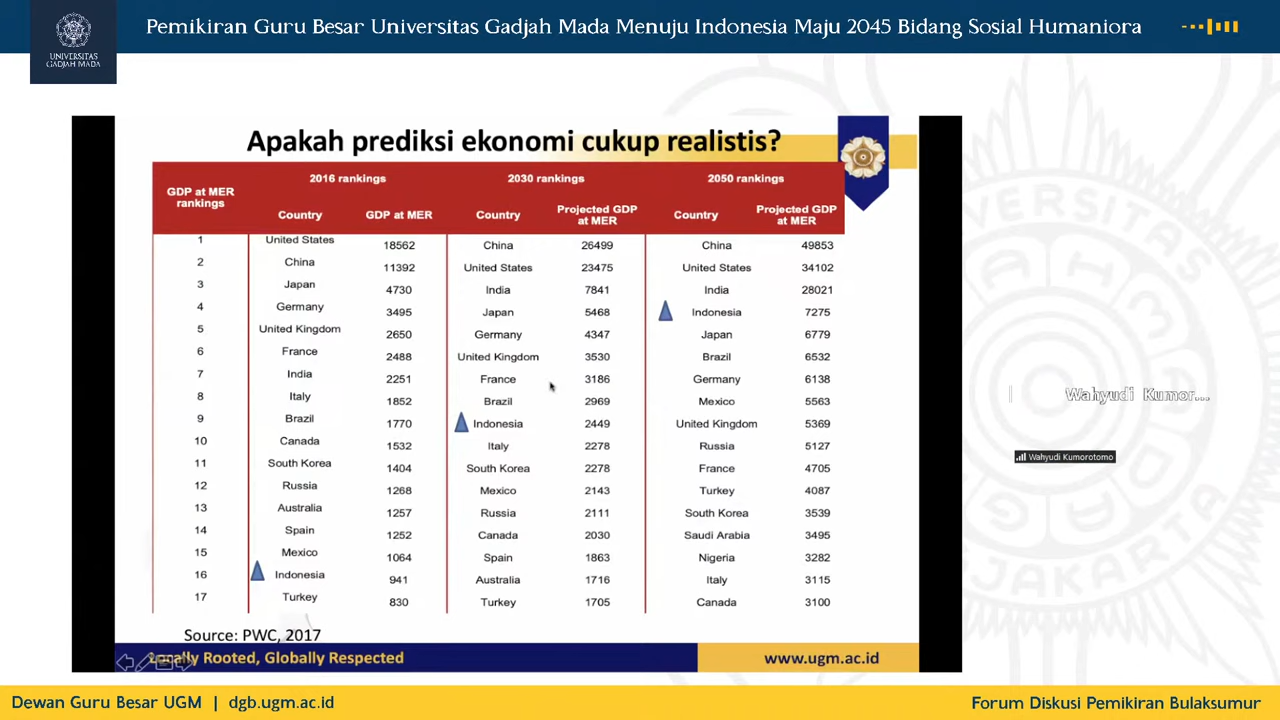 Pemikiran Guru Besar Universitas Gadjah Mada Menuju Indonesia Maju 2045 Bidang Sosial Humaniora
UNIVERSITAS
GADJAH MADA
Apakah prediksi ekonomi cukup realistis?
GDP at MER rankings 2016 rankings 2030 rankings 2050 rankings
Country GDP at MER Country Projected GDP at MER Country Projected GDP at MER
1 United States 18562 China 26499 China 49853
2 China 11392 United States 23475 United States 34102
3 Japan 4730 India 7841 India 28021
4 Germany 3495 Japan 5468 Indonesia 7275
5 United Kingdom 2650 Germany 4347 Japan 6779
6 France 2488 United Kingdom 3530 Brazil 6532
7 India 2251 France 3186 Germany 6138
8 Italy 1852 Brazil 2969 Mexico 5563
9 Brazil 1770 Indonesia 2449 United Kingdom 5369
10 Canada 1532 Italy 2278 Russia 5127
11 South Korea 1404 South Korea 2278 France 4705
12 Russia 1268 Mexico 2143 Turkey 4087
13 Australia 1257 Russia 2111 South Korea 3539
14 Spain 1252 Canada 2030 Saudi Arabia 3495
15 Mexico 1064 Spain 1863 Nigeria 3282
16 Indonesia 941 Australia 1716 Italy 3115
17 Turkey 830 Turkey 1705 Canada 3100
Source: PWC, 2017
Locally Rooted, Globally Respected
www.ugm.ac.id
Wahyudi Kumor...
Wahyudi Kumorotomo
Dewan Guru Besar UGM | dgb.ugm.ac.id
Forum Diskusi Pemikiran Bulaksumur